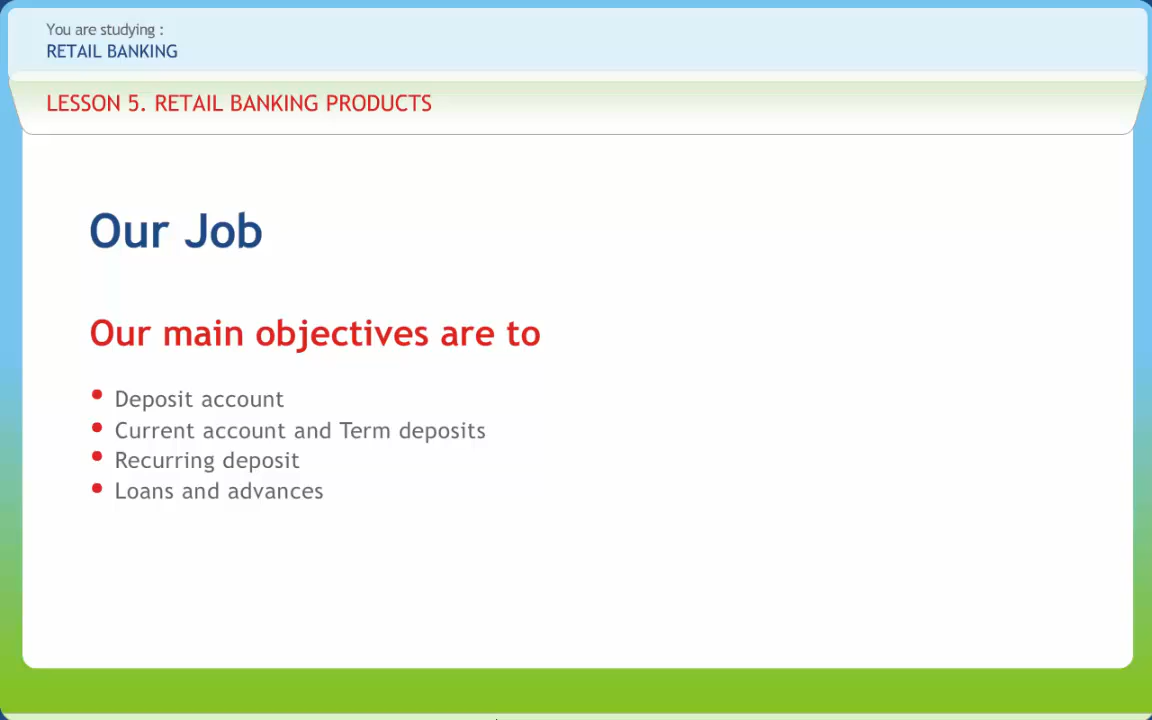 You are studying :
RETAIL BANKING
LESSON 5. RETAIL BANKING PRODUCTS
Our Job
Our main objectives are to
• Deposit account
• Current account and Term deposits
• Recurring deposit
• Loans and advances